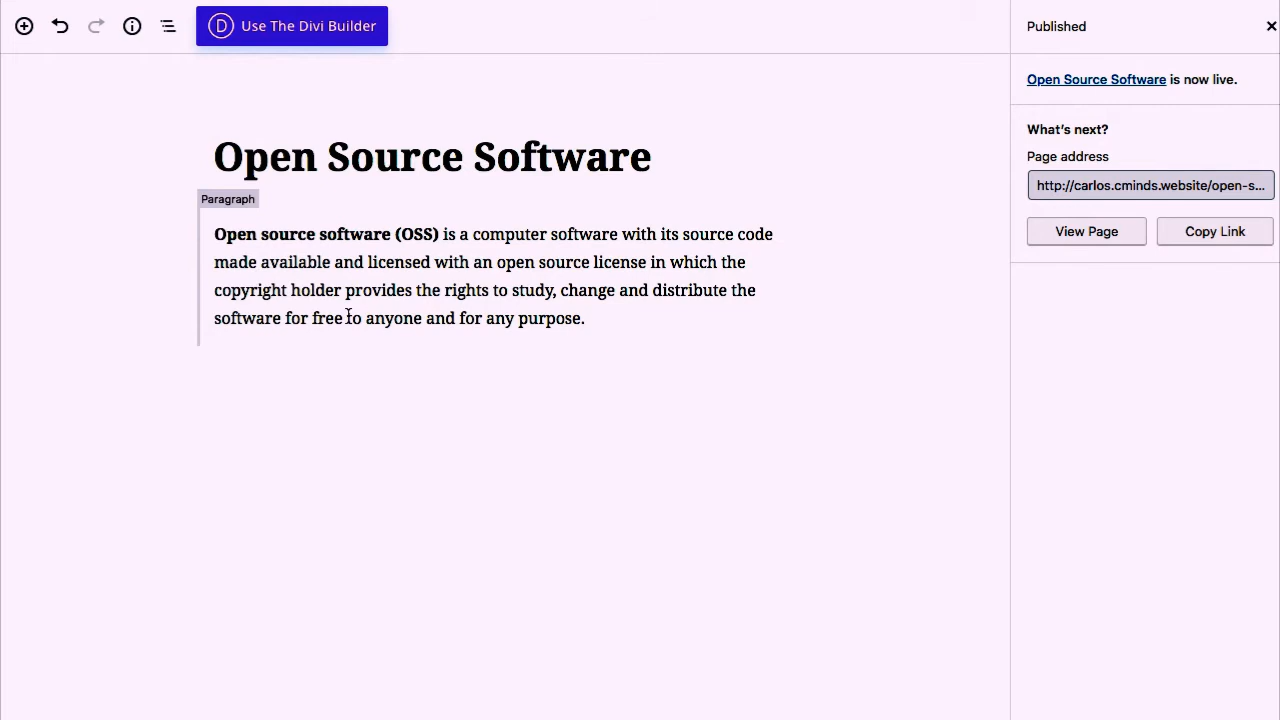 D Use The Divi Builder
Published
Open Source Software is now live.
What's next?
Page address
http://carlos.cminds.website/open-s...
View Page Copy Link
Open Source Software
Paragraph
Open source software (OSS) is a computer software with its source code
made available and licensed with an open source license in which the
copyright holder provides the rights to study, change and distribute the
software for free to anyone and for any purpose.